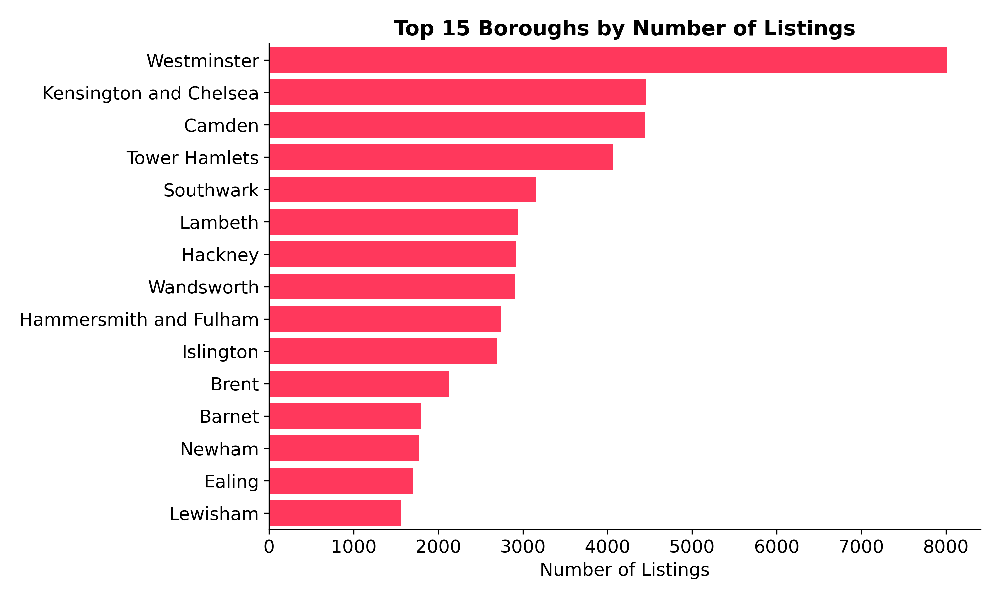 Top 15 Boroughs by Number of Listings
Westminster
Kensington and Chelsea
Camden
Tower Hamlets
Southwark
Lambeth
Hackney
Wandsworth
Hammersmith and Fulham
Islington
Brent
Barnet
Newham
Ealing
Lewisham
0 1000 2000 3000 4000 5000 6000 7000 8000
Number of Listings